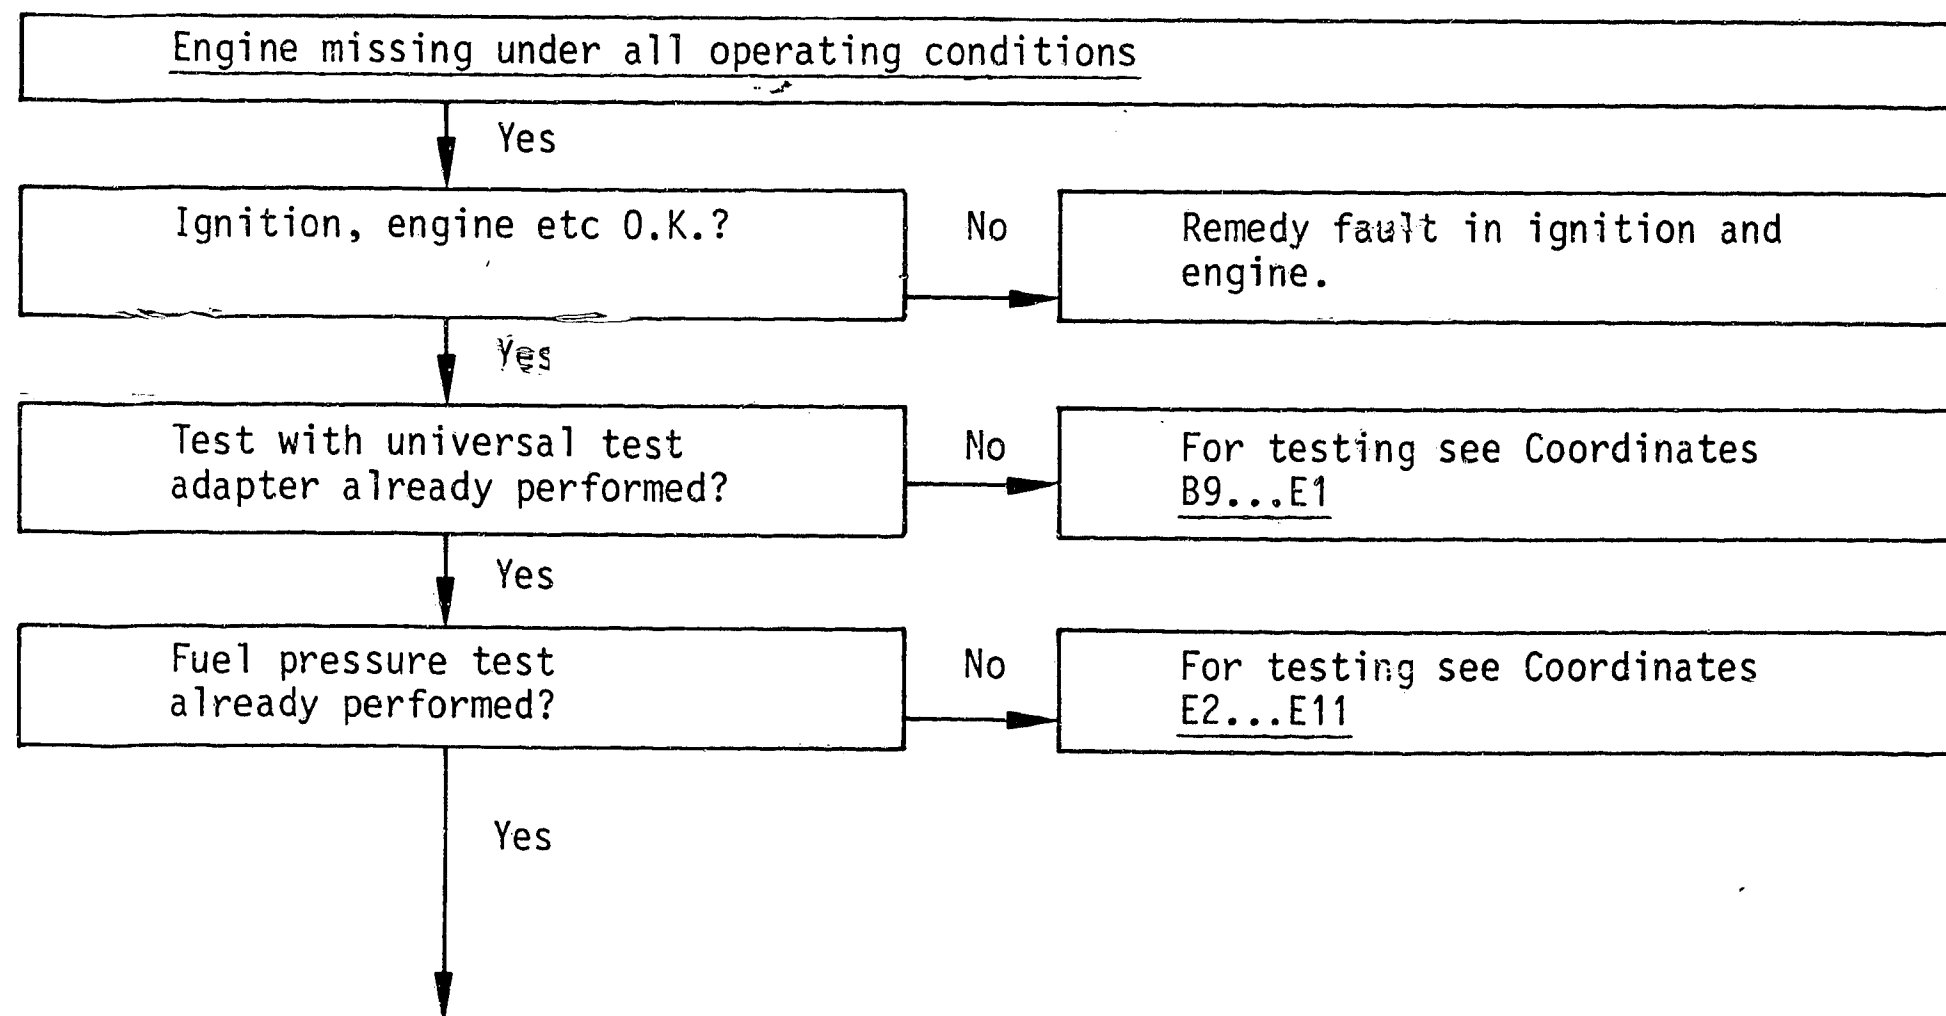 Engine missing under all operating conditions
Yes
Ignition, engine etc O.K.?
No
Remedy fault in ignition and
engine.
Yes
Test with universal test
adapter already performed?
No
For testing see Coordinates
B9...E1
Yes
Fuel pressure test
already performed?
No
For testing see Coordinates
E2...E11
Yes